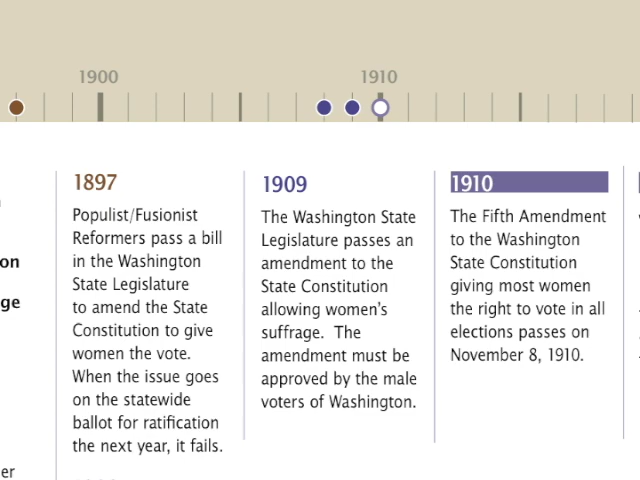 1900
1910
on
ge
er
1897
Populist/Fusionist
Reformers pass a bill
in the Washington
State Legislature
to amend the State
Constitution to give
women the vote.
When the issue goes
on the statewide
ballot for ratification
the next year, it fails.
1909
The Washington State
Legislature passes an
amendment to the
State Constitution
allowing women's
suffrage. The
amendment must be
approved by the male
voters of Washington.
1910
The Fifth Amendment
to the Washington
State Constitution
giving most women
the right to vote in all
elections passes on
November 8, 1910.